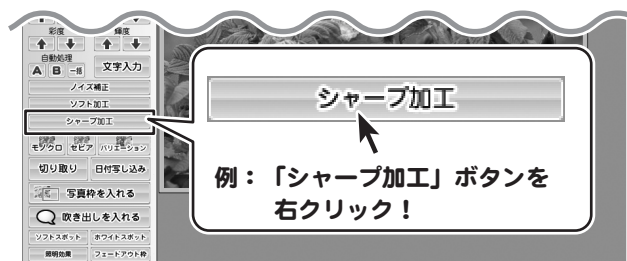 彩度 輝度
自動処理
A B 一括 文字入力
ノイズ補正
ソフト加工
シャープ加工
モノクロ セピア バリエーション
切り取り 日付写し込み
写真枠を入れる
吹き出しを入れる
ソフトスポット ホワイトスポット
照明効果 フェードアウト枠
シャープ加工
例：「シャープ加工」ボタンを
右クリック！